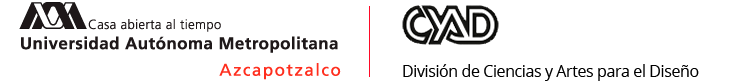 Casa abierta al tiempo
Universidad Autónoma Metropolitana
Azcapotzalco
CYAD
División de Ciencias y Artes para el Diseño